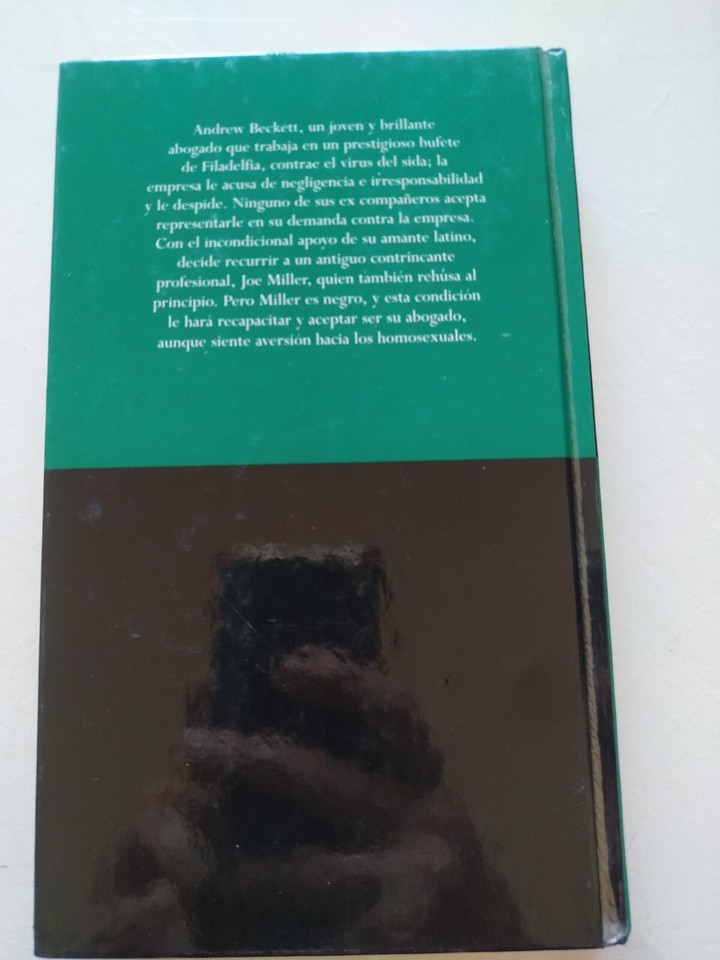 Andrew Beckett, un joven y brillante
abogado que trabaja en un prestigioso bufete
de Filadelfia, contrae el virus del sida; la
empresa le acusa de negligencia e irresponsabilidad
y le despide. Ninguno de sus ex compañeros acepta
representarle en su demanda contra la empresa.
Con el incondicional apoyo de su amante latino,
decide recurrir a un antiguo contrincante
profesional, Joe Miller, quien también rehúsa al
principio. Pero Miller es negro, y esta condición
le hará recapacitar y aceptar ser su abogado,
aunque siente aversión hacia los homosexuales.